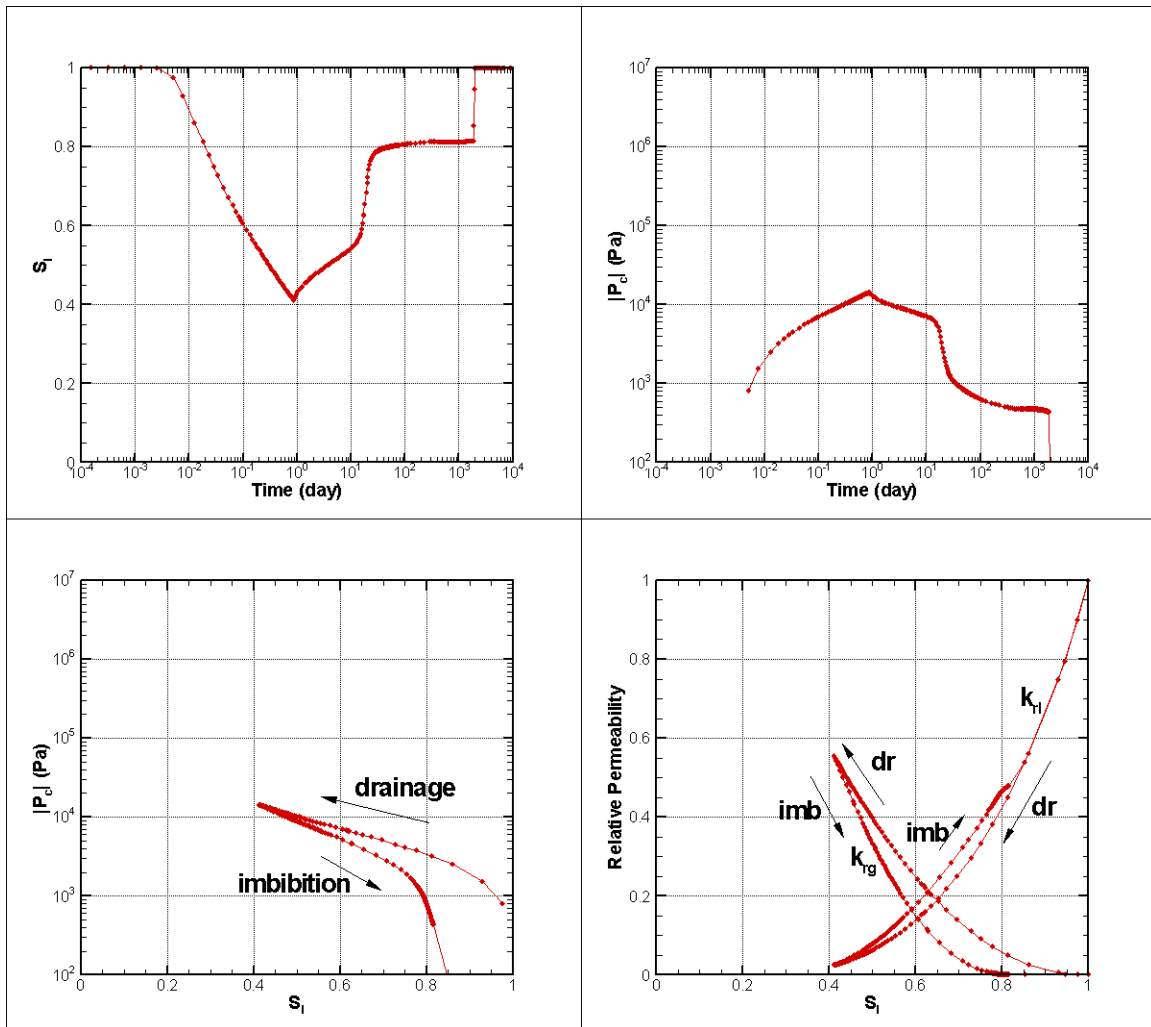 1
0.8
0.6
0.4
0.2
0
S_l
10^-4 10^-3 10^-2 10^-1 10^0 10^1 10^2 10^3 10^4
Time (day)
10^7
10^6
10^5
10^4
10^3
10^2
|P_c| (Pa)
10^-4 10^-3 10^-2 10^-1 10^0 10^1 10^2 10^3 10^4
Time (day)
10^7
10^6
10^5
10^4
10^3
10^2
|P_c| (Pa)
drainage
imbibition
0 0.2 0.4 0.6 0.8 1
S_l
1
0.8
0.6
0.4
0.2
0
Relative Permeability
k_rl
dr
imb
imb
dr
k_rg
0 0.2 0.4 0.6 0.8 1
S_l